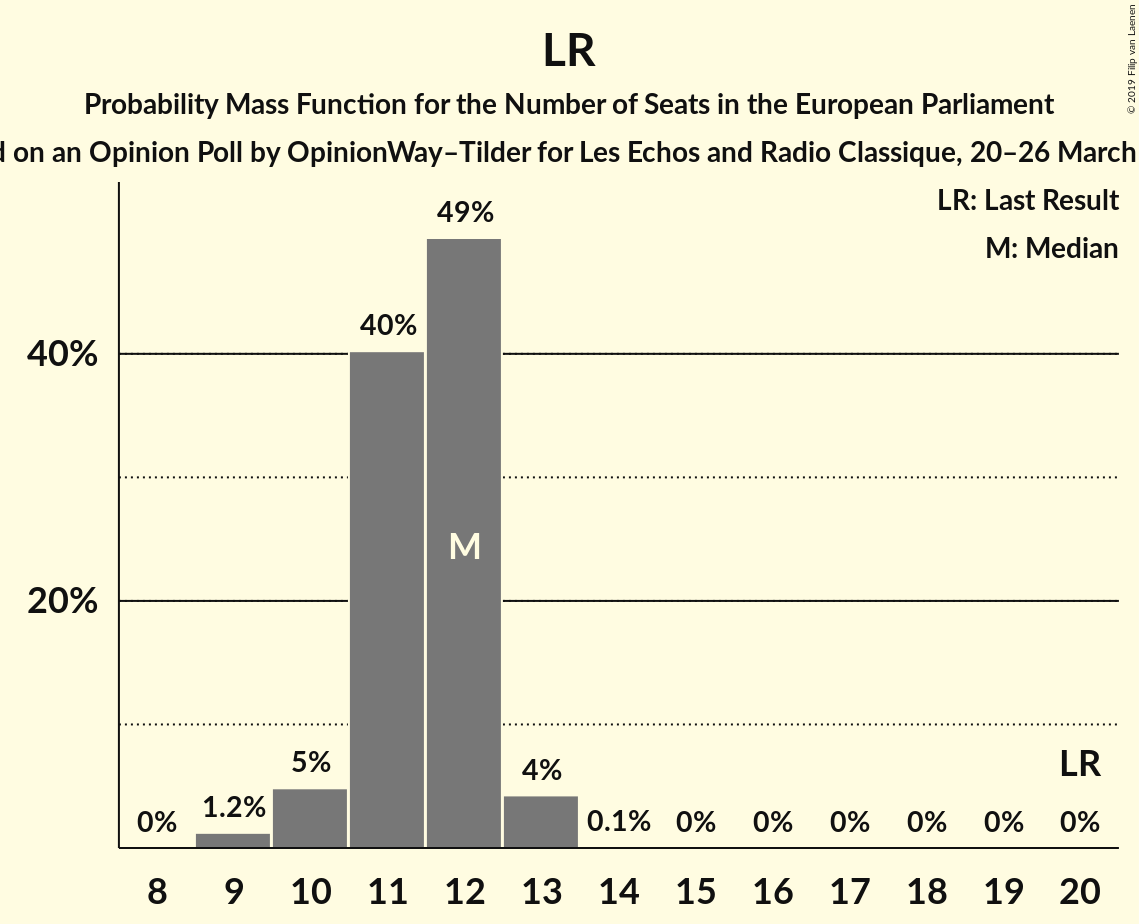 LR
Probability Mass Function for the Number of Seats in the European Parliament
on an Opinion Poll by OpinionWay–Tilder for Les Echos and Radio Classique, 20–26 March
© 2019 Filip van Laenen
LR: Last Result
M: Median
49%
40%
40%
M
20%
LR
5%
4%
1.2%
0%
0.1%
0%
0%
0%
0%
0%
0%
8 9 10 11 12 13 14 15 16 17 18 19 20